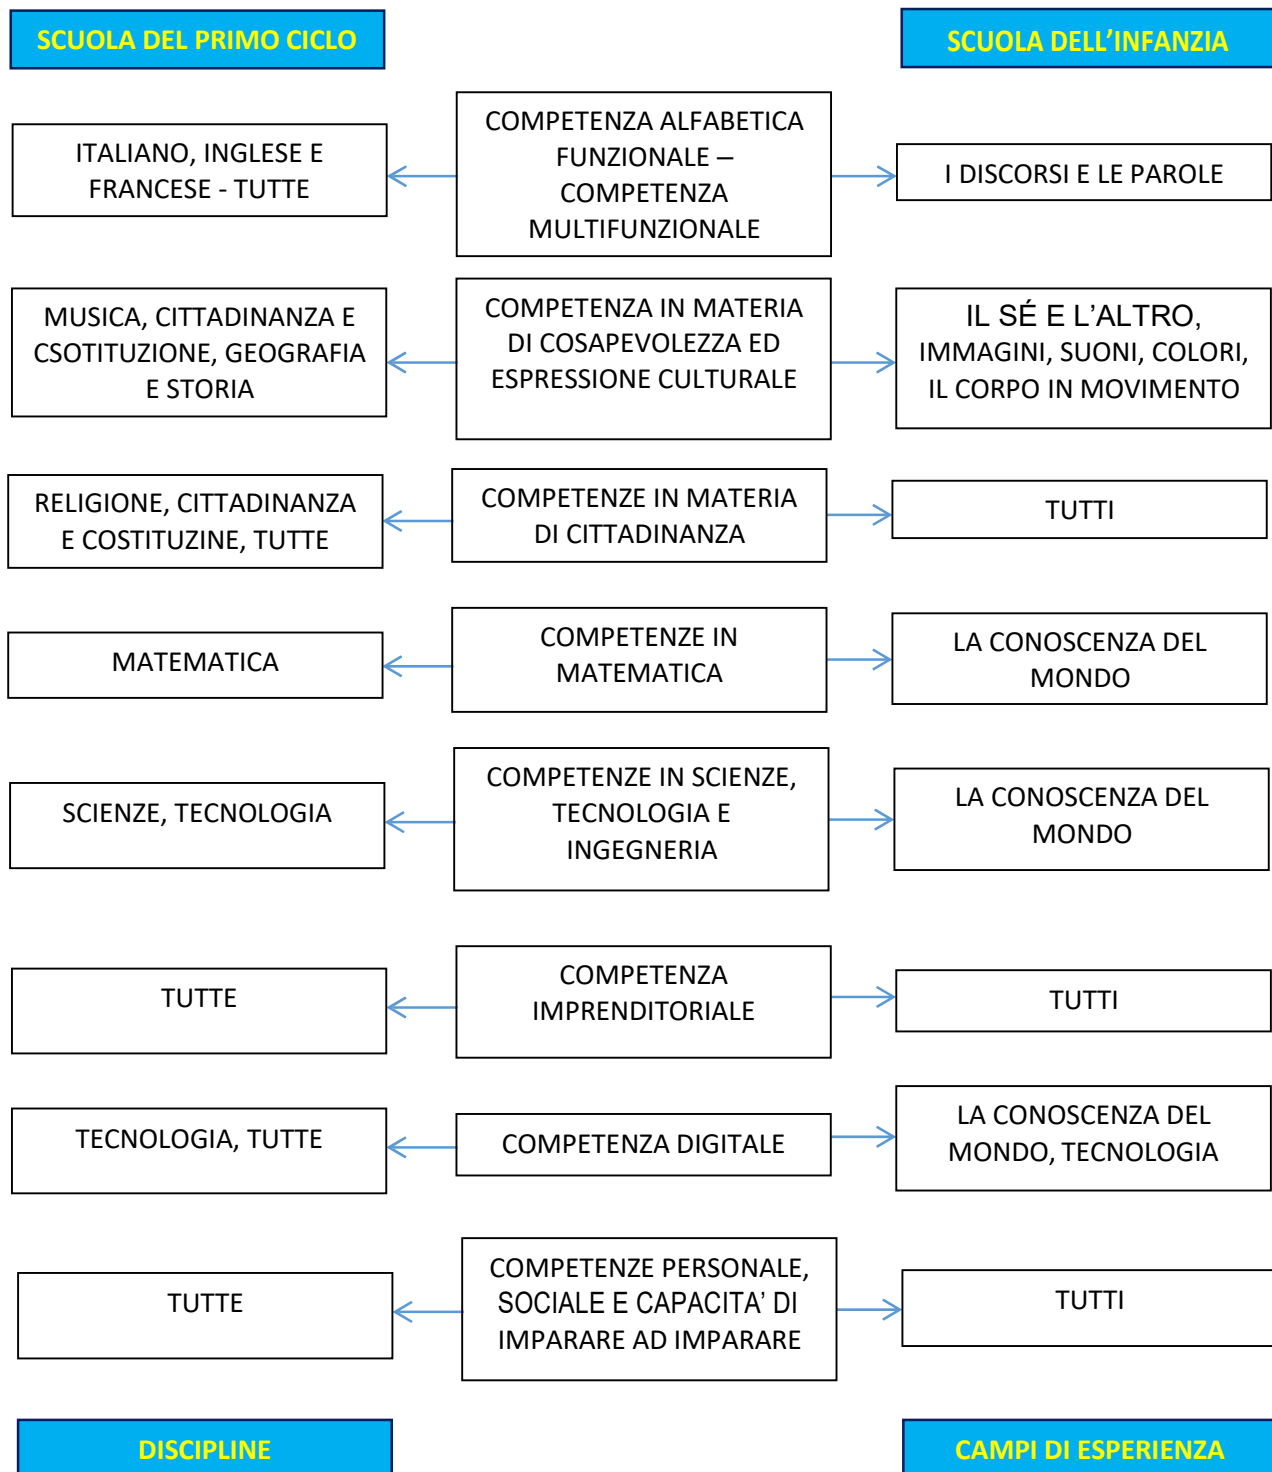 SCUOLA DEL PRIMO CICLO
SCUOLA DELL'INFANZIA
ITALIANO, INGLESE E
FRANCESE - TUTTE
COMPETENZA ALFABETICA
FUNZIONALE –
COMPETENZA
MULTIFUNZIONALE
I DISCORSI E LE PAROLE
MUSICA, CITTADINANZA E
CSOTITUZIONE, GEOGRAFIA
E STORIA
COMPETENZA IN MATERIA
DI COSAPEVOLEZZA ED
ESPRESSIONE CULTURALE
IL SÉ E L'ALTRO,
IMMAGINI, SUONI, COLORI,
IL CORPO IN MOVIMENTO
RELIGIONE, CITTADINANZA
E COSTITUZINE, TUTTE
COMPETENZE IN MATERIA
DI CITTADINANZA
TUTTI
MATEMATICA
COMPETENZE IN
MATEMATICA
LA CONOSCENZA DEL
MONDO
SCIENZE, TECNOLOGIA
COMPETENZE IN SCIENZE,
TECNOLOGIA E
INGEGNERIA
LA CONOSCENZA DEL
MONDO
TUTTE
COMPETENZA
IMPRENDITORIALE
TUTTI
TECNOLOGIA, TUTTE
COMPETENZA DIGITALE
LA CONOSCENZA DEL
MONDO, TECNOLOGIA
TUTTE
COMPETENZE PERSONALE,
SOCIALE E CAPACITA' DI
IMPARARE AD IMPARARE
TUTTI
DISCIPLINE
CAMPI DI ESPERIENZA